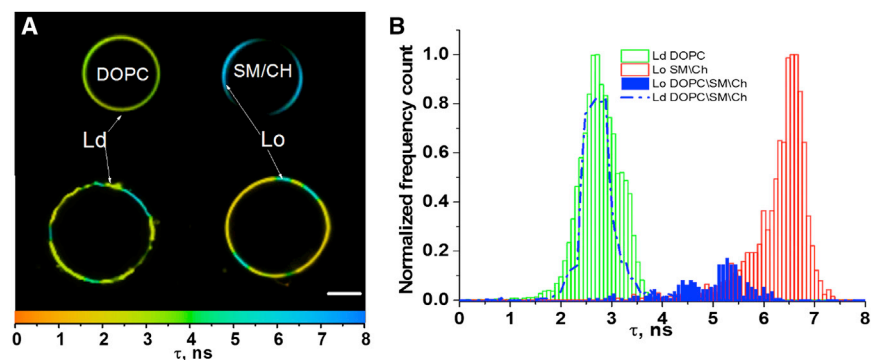 A
DOPC
SM/CH
Ld
Lo
0 1 2 3 4 5 6 7 8
τ, ns
B
Normalized frequency count
1.0
0.8
0.6
0.4
0.2
0.0
Ld DOPC
Lo SM\Ch
Lo DOPC\SM\Ch
Ld DOPC\SM\Ch
0 1 2 3 4 5 6 7 8
τ, ns